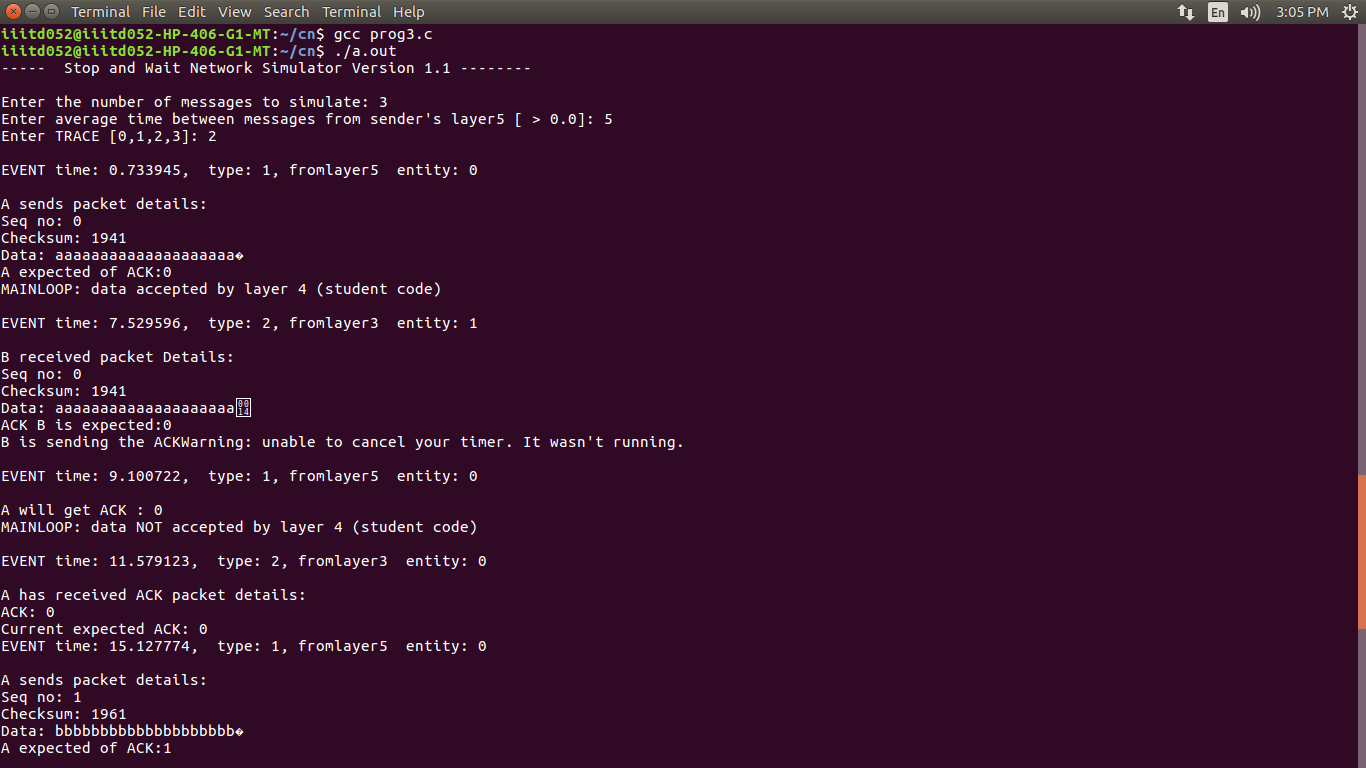 Terminal File Edit View Search Terminal Help En 3:05 PM
iiitd052@iiitd052-HP-406-G1-MT:~/cn$ gcc prog3.c
iiitd052@iiitd052-HP-406-G1-MT:~/cn$ ./a.out
-----  Stop and Wait Network Simulator Version 1.1 --------
Enter the number of messages to simulate: 3
Enter average time between messages from sender's layer5 [ > 0.0]: 5
Enter TRACE [0,1,2,3]: 2
EVENT time: 0.733945,  type: 1, fromlayer5  entity: 0
A sends packet details:
Seq no: 0
Checksum: 1941
Data: aaaaaaaaaaaaaaaaaaaa�
A expected of ACK:0
MAINLOOP: data accepted by layer 4 (student code)
EVENT time: 7.529596,  type: 2, fromlayer3  entity: 1
B received packet Details:
Seq no: 0
Checksum: 1941
Data: aaaaaaaaaaaaaaaaaaaa0014
ACK B is expected:0
B is sending the ACKWarning: unable to cancel your timer. It wasn't running.
EVENT time: 9.100722,  type: 1, fromlayer5  entity: 0
A will get ACK : 0
MAINLOOP: data NOT accepted by layer 4 (student code)
EVENT time: 11.579123,  type: 2, fromlayer3  entity: 0
A has received ACK packet details:
ACK: 0
Current expected ACK: 0
EVENT time: 15.127774,  type: 1, fromlayer5  entity: 0
A sends packet details:
Seq no: 1
Checksum: 1961
Data: bbbbbbbbbbbbbbbbbbbb�
A expected of ACK:1